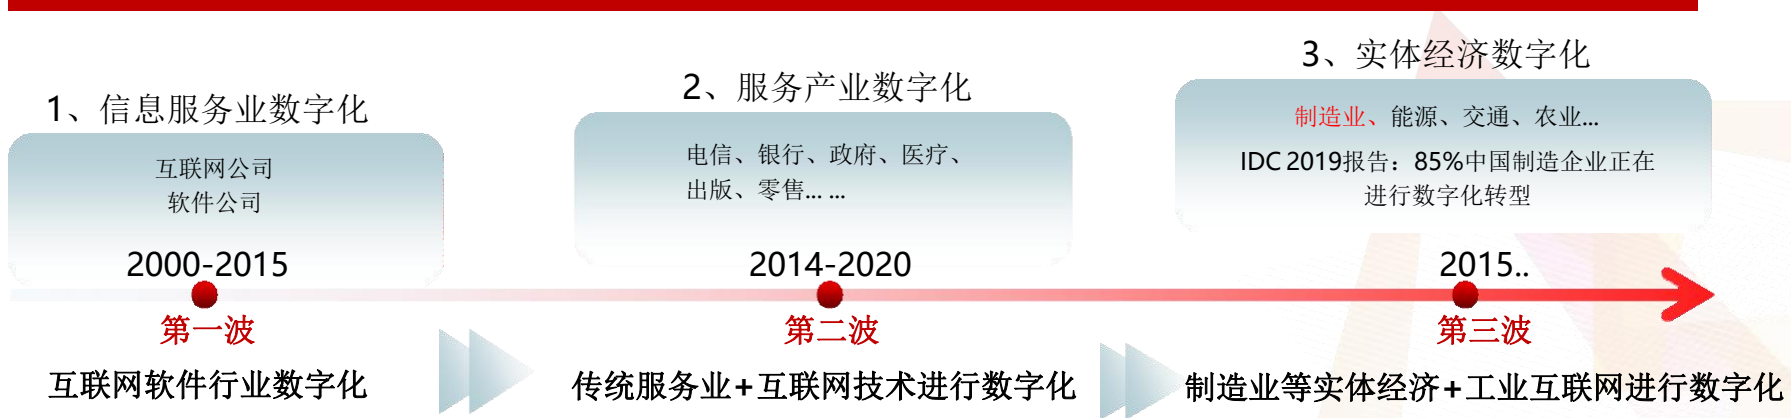 1、信息服务业数字化
互联网公司
软件公司
2000-2015
第一波
互联网软件行业数字化
2、服务产业数字化
电信、银行、政府、医疗、
出版、零售... ...
2014-2020
第二波
传统服务业+互联网技术进行数字化
3、实体经济数字化
制造业、能源、交通、农业...
IDC 2019报告：85%中国制造企业正在
进行数字化转型
2015..
第三波
制造业等实体经济+工业互联网进行数字化